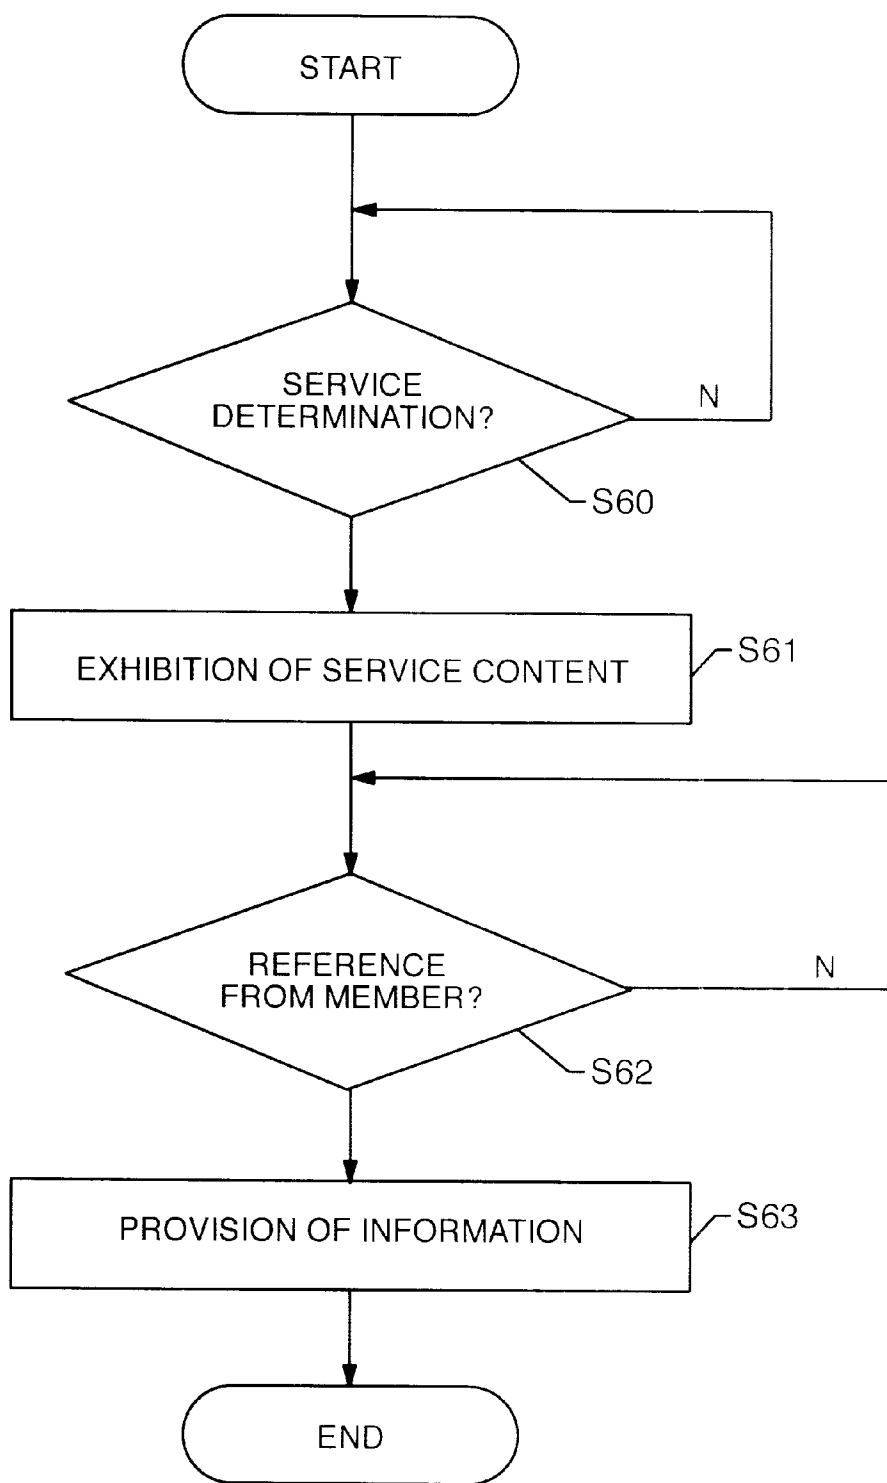 START
SERVICE
DETERMINATION?
N
S60
EXHIBITION OF SERVICE CONTENT
S61
REFERENCE
FROM MEMBER?
N
S62
PROVISION OF INFORMATION
S63
END